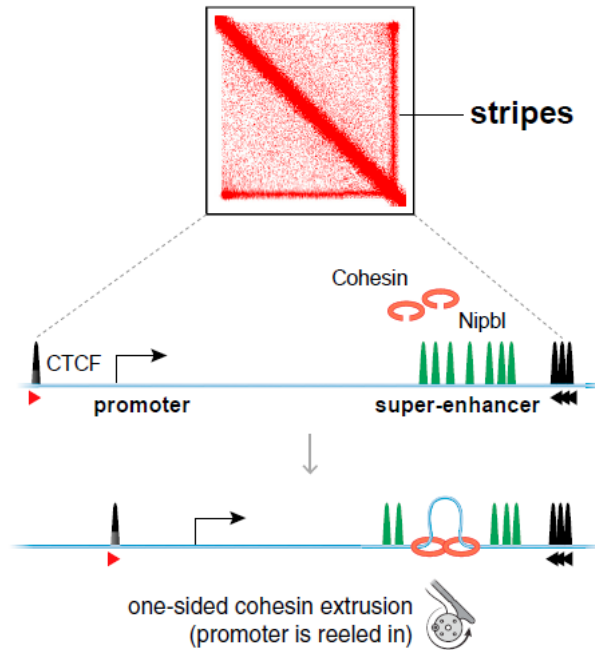 stripes
Cohesin
Nipbl
CTCF
promoter
super-enhancer
one-sided cohesin extrusion
(promoter is reeled in)